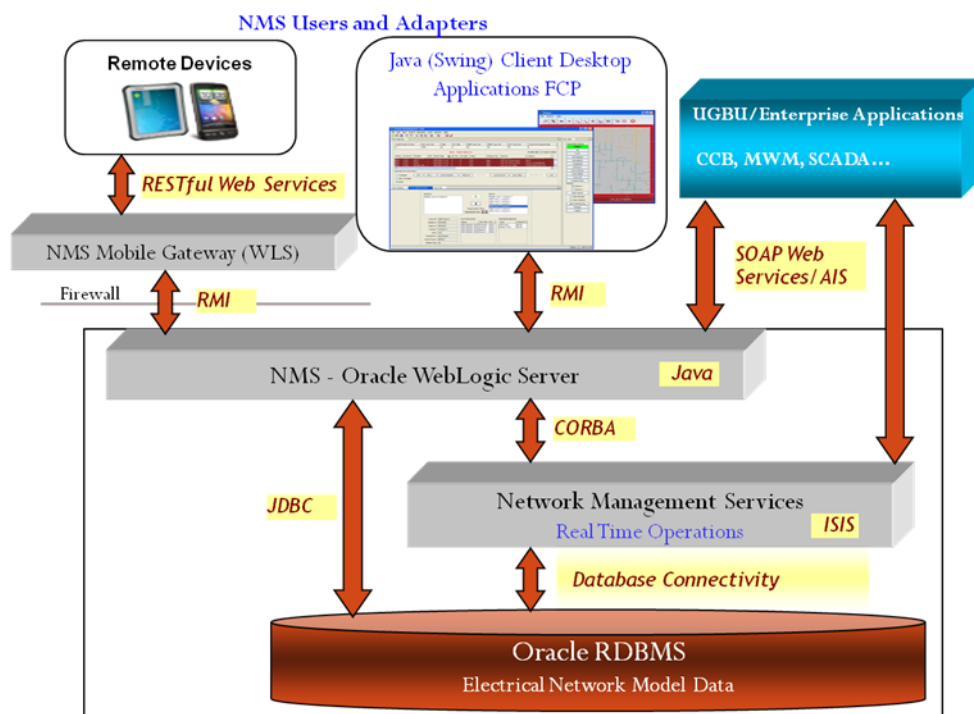 NMS Users and Adapters
Remote Devices
Java (Swing) Client Desktop
Applications FCP
UGBU/Enterprise Applications
CCB, MWM, SCADA...
RESTful Web Services
NMS Mobile Gateway (WLS)
SOAP Web
Services/AIS
Firewall
RMI
RMI
NMS - Oracle WebLogic Server
Java
CORBA
JDBC
Network Management Services
Real Time Operations
ISIS
Database Connectivity
Oracle RDBMS
Electrical Network Model Data